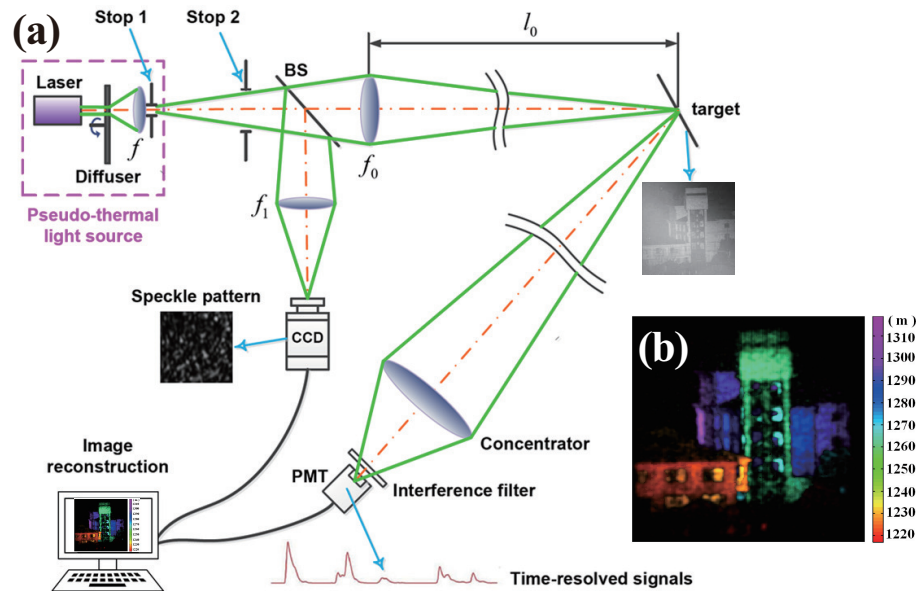 (a)
Stop 1
Stop 2
l₀
Laser
BS
target
f
f₀
Diffuser
Pseudo-thermal
light source
f₁
Speckle pattern
CCD
(b)
( m )
1310
1300
1290
1280
1270
1260
1250
1240
1230
1220
Concentrator
Image
reconstruction
PMT
Interference filter
Time-resolved signals